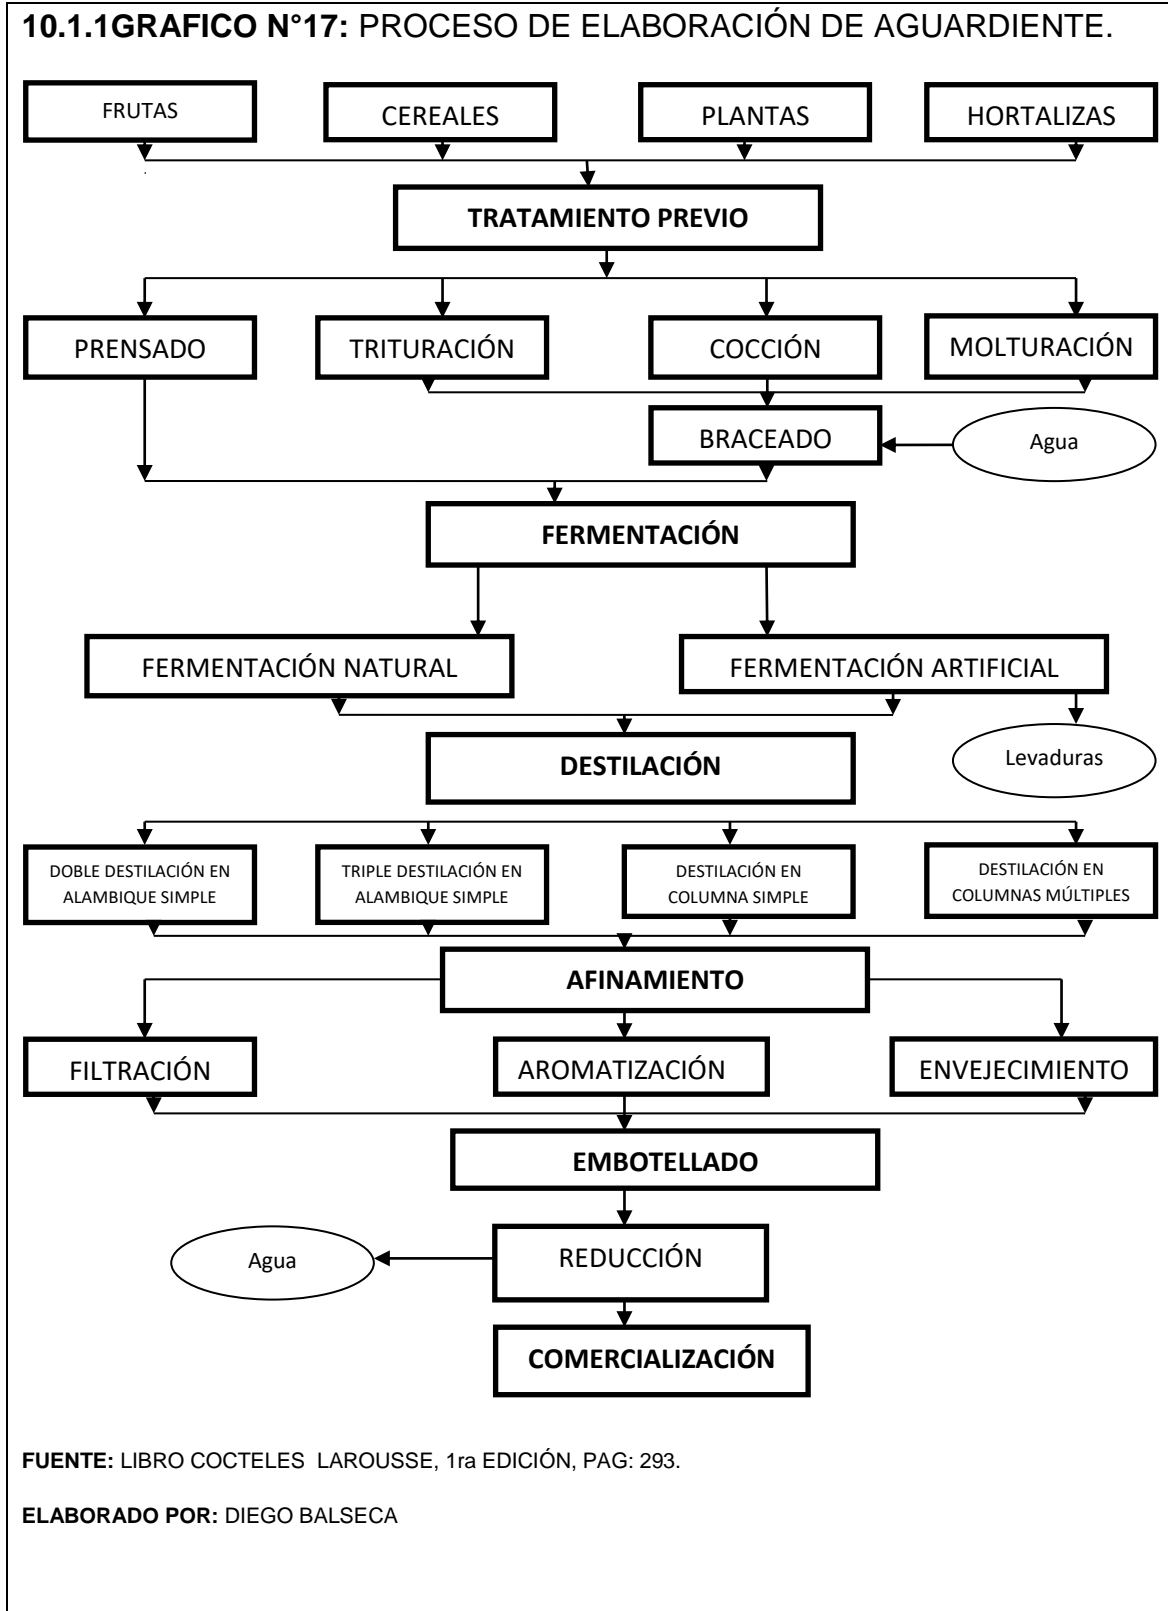 10.1.1GRAFICO N°17: PROCESO DE ELABORACIÓN DE AGUARDIENTE.
FRUTAS
CEREALES
PLANTAS
HORTALIZAS
TRATAMIENTO PREVIO
PRENSADO
TRITURACIÓN
COCCIÓN
MOLTURACIÓN
BRACEADO
Agua
FERMENTACIÓN
FERMENTACIÓN NATURAL
FERMENTACIÓN ARTIFICIAL
DESTILACIÓN
Levaduras
DOBLE DESTILACIÓN EN
ALAMBIQUE SIMPLE
TRIPLE DESTILACIÓN EN
ALAMBIQUE SIMPLE
DESTILACIÓN EN
COLUMNA SIMPLE
DESTILACIÓN EN
COLUMNAS MÚLTIPLES
AFINAMIENTO
FILTRACIÓN
AROMATIZACIÓN
ENVEJECIMIENTO
EMBOTELLADO
Agua
REDUCCIÓN
COMERCIALIZACIÓN
FUENTE: LIBRO COCTELES LAROUSSE, 1ra EDICIÓN, PAG: 293.
ELABORADO POR: DIEGO BALSECA